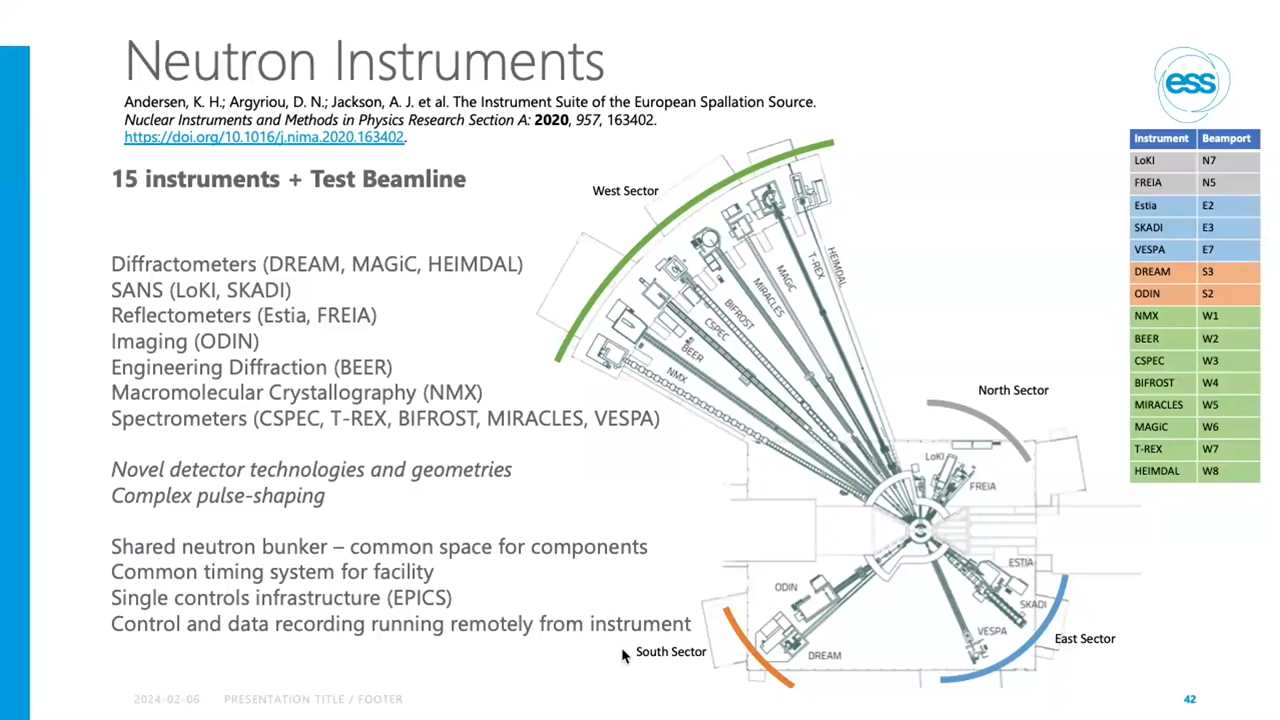 Neutron Instruments
Andersen, K. H.; Argyriou, D. N.; Jackson, A. J. et al. The Instrument Suite of the European Spallation Source.
Nuclear Instruments and Methods in Physics Research Section A: 2020, 957, 163402.
https://doi.org/10.1016/j.nima.2020.163402.
15 instruments + Test Beamline
Diffractometers (DREAM, MAGiC, HEIMDAL)
SANS (LoKI, SKADI)
Reflectometers (Estia, FREIA)
Imaging (ODIN)
Engineering Diffraction (BEER)
Macromolecular Crystallography (NMX)
Spectrometers (CSPEC, T-REX, BIFROST, MIRACLES, VESPA)
Novel detector technologies and geometries
Complex pulse-shaping
Shared neutron bunker – common space for components
Common timing system for facility
Single controls infrastructure (EPICS)
Control and data recording running remotely from instrument
West Sector
HEIMDAL
T-REX
MAGiC
MIRACLES
BIFROST
CSPEC
BEER
NMX
North Sector
LoKI
FREIA
ESTIA
SKADI
VESPA
East Sector
ODIN
DREAM
South Sector
ess
Instrument Beamport
LoKI N7
FREIA N5
Estia E2
SKADI E3
VESPA E7
DREAM S3
ODIN S2
NMX W1
BEER W2
CSPEC W3
BIFROST W4
MIRACLES W5
MAGiC W6
T-REX W7
HEIMDAL W8
2024-02-06 PRESENTATION TITLE / FOOTER
42